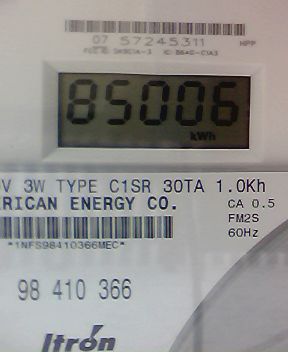 07 57245311 HPP
85006
kWh
V 3W TYPE C1SR 30TA 1.0Kh
RICAN ENERGY CO. CA 0.5
FM2S
*1NFS98410366MEC* 60Hz
98 410 366
Itron